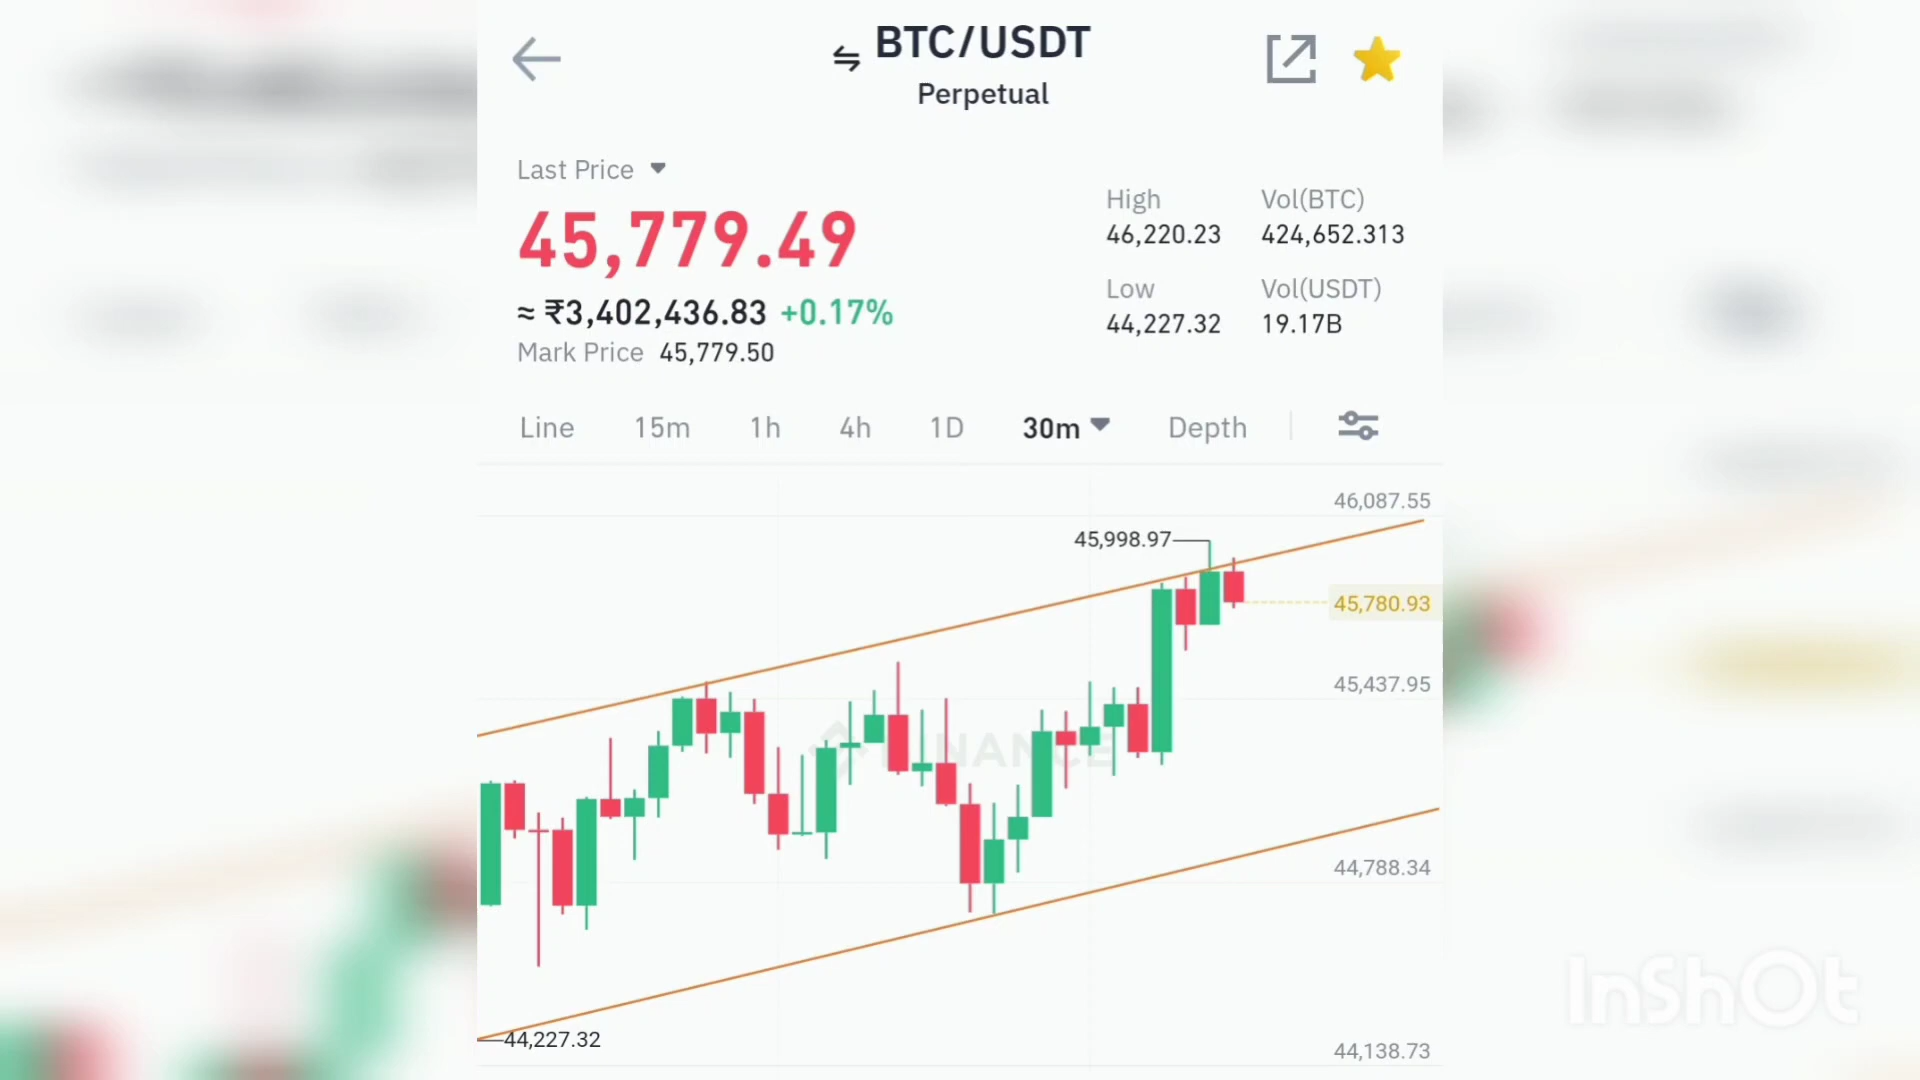 BTC/USDT
Perpetual
Last Price
45,779.49
≈ ₹3,402,436.83 +0.17%
Mark Price 45,779.50
High
46,220.23
Vol(BTC)
424,652.313
Low
44,227.32
Vol(USDT)
19.17B
Line 15m 1h 4h 1D 30m Depth
46,087.55
45,998.97
45,780.93
45,437.95
BINANCE
44,788.34
44,227.32
44,138.73
InShOt